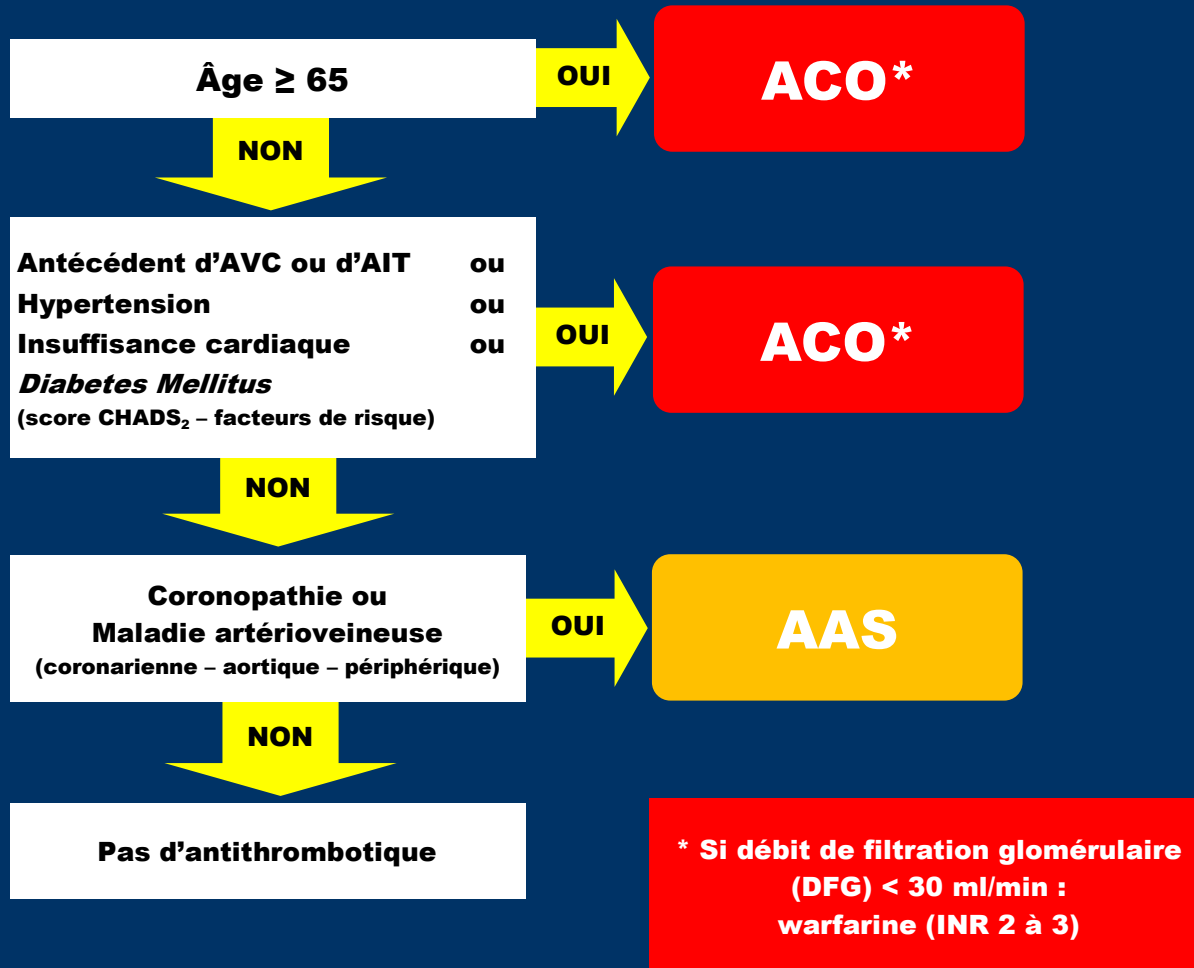 Âge ≥ 65
OUI
ACO*
NON
Antécédent d’AVC ou d’AIT ou
Hypertension ou
Insuffisance cardiaque ou
Diabetes Mellitus
(score CHADS₂ – facteurs de risque)
OUI
ACO*
NON
Coronopathie ou
Maladie artérioveineuse
(coronarienne – aortique – périphérique)
OUI
AAS
NON
Pas d’antithrombotique
* Si débit de filtration glomérulaire
(DFG) < 30 ml/min :
warfarine (INR 2 à 3)